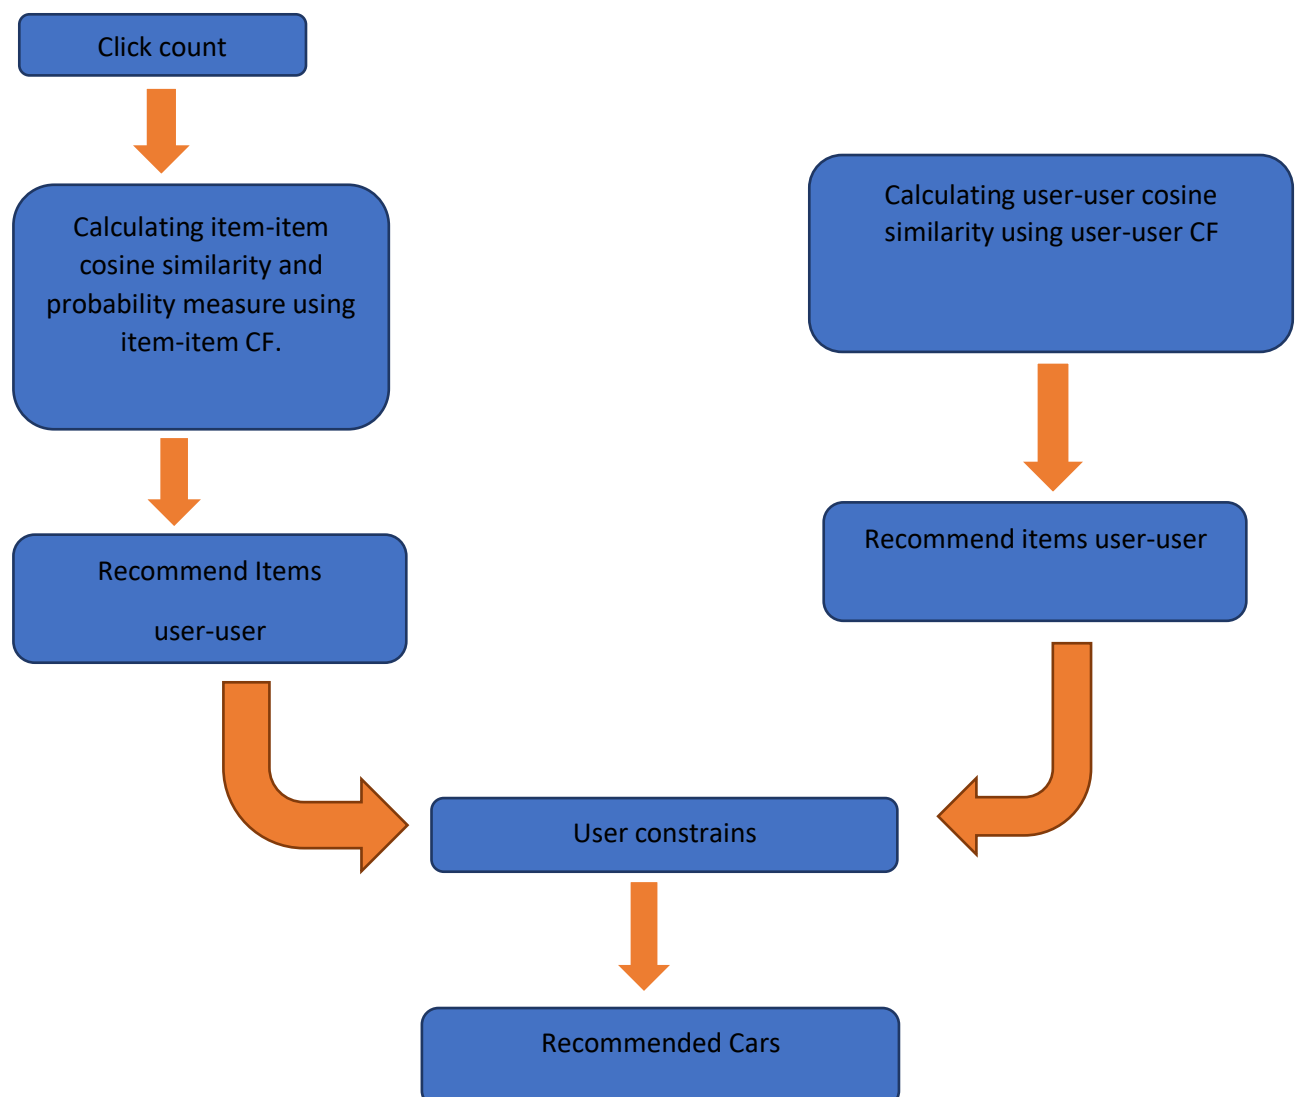 Click count
Calculating item-item
cosine similarity and
probability measure using
item-item CF.
Recommend Items
user-user
Calculating user-user cosine
similarity using user-user CF
Recommend items user-user
User constrains
Recommended Cars